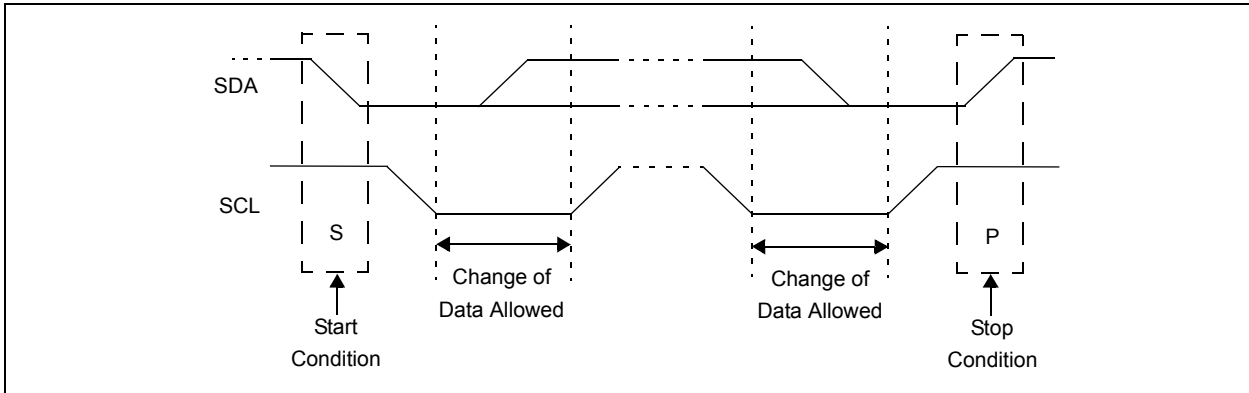 SDA
SCL
S
P
Change of
Data Allowed
Change of
Data Allowed
Start
Condition
Stop
Condition